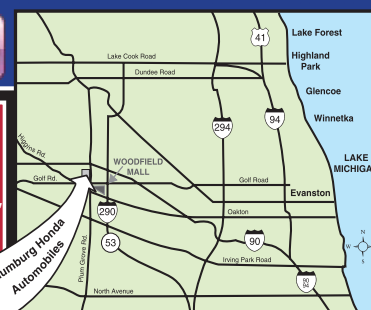 41
Lake Forest
Lake Cook Road
Highland
Park
Dundee Road
Glencoe
294
94
Winnetka
Higgins Rd.
WOODFIELD
MALL
LAKE
MICHIGA
Golf Rd.
Golf Road
Evanston
290
Oakton
53
90
N
W
E
S
umburg Honda
Automobiles
Plum Grove Rd.
Irving Park Road
90
94
North Avenue